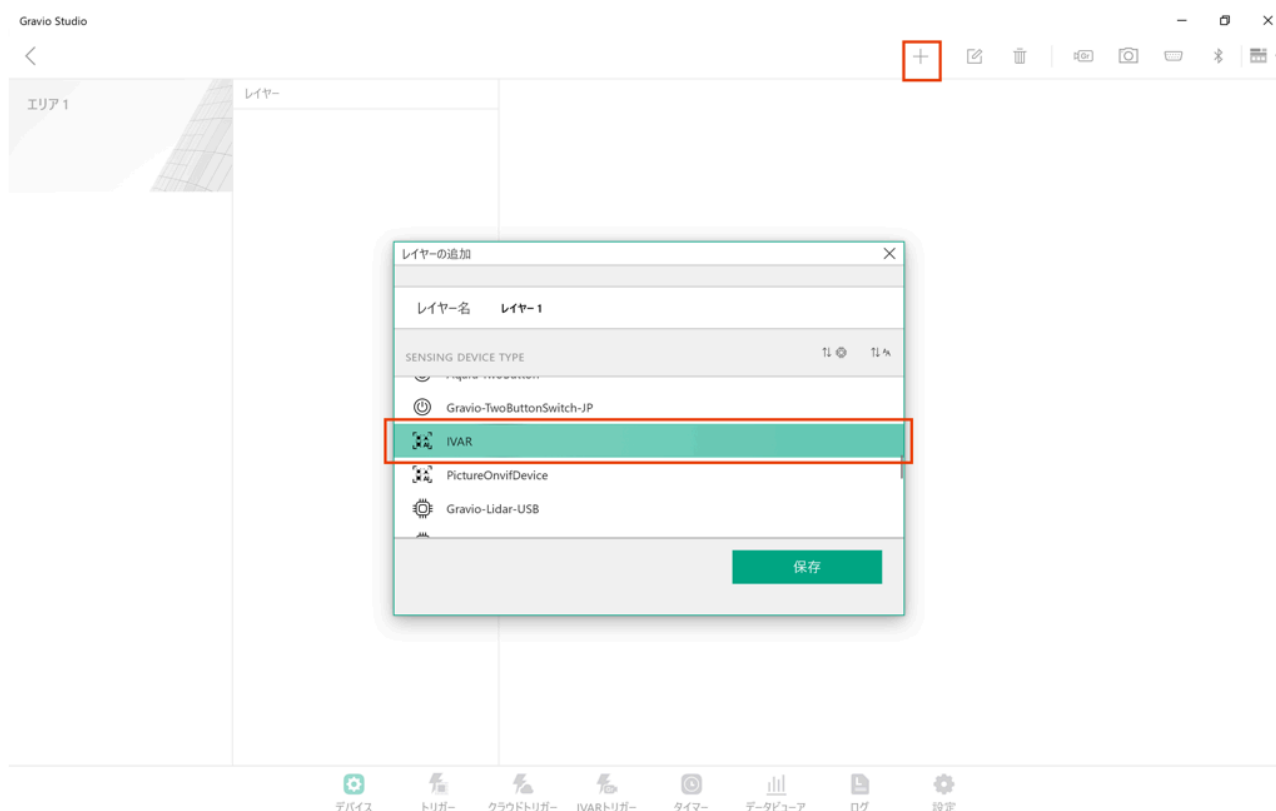 Gravio Studio
エリア 1
レイヤー
レイヤーの追加
レイヤー名 レイヤー 1
SENSING DEVICE TYPE
Gravio-TwoButtonSwitch-JP
IVAR
PictureOnvifDevice
Gravio-Lidar-USB
保存
デバイス トリガー クラウドトリガー IVARトリガー タイマー データビューア ログ 設定